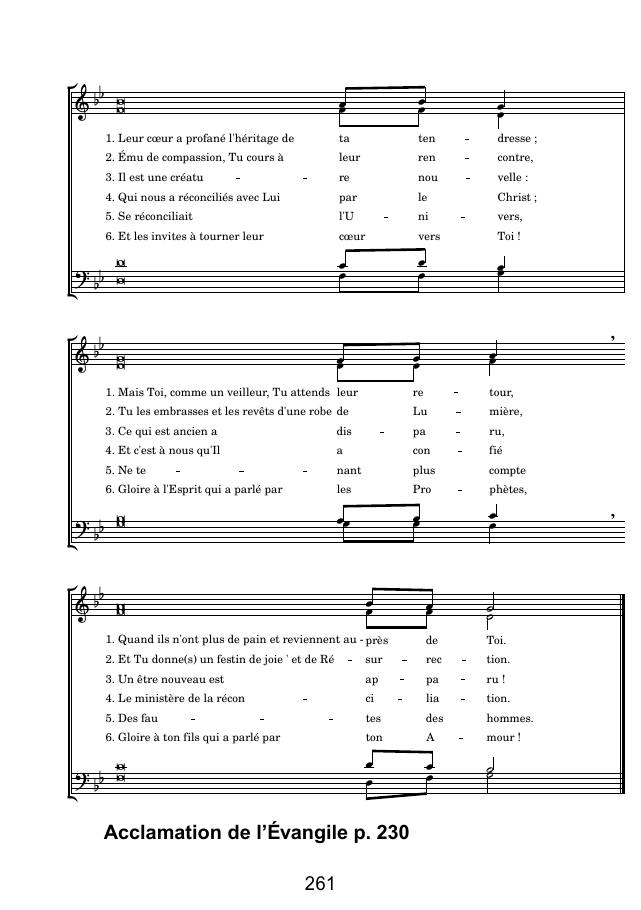 1. Leur cœur a profané l'héritage de ta ten - dresse ;
2. Ému de compassion, Tu cours à leur ren - contre,
3. Il est une créatu - - re nou - velle :
4. Qui nous a réconciliés avec Lui par le Christ ;
5. Se réconciliait l'U - ni - vers,
6. Et les invites à tourner leur cœur vers Toi !
1. Mais Toi, comme un veilleur, Tu attends leur re - tour,
2. Tu les embrasses et les revêts d'une robe de Lu - mière,
3. Ce qui est ancien a dis - pa - ru,
4. Et c'est à nous qu'Il a con - fié
5. Ne te - - - nant plus compte
6. Gloire à l'Esprit qui a parlé par les Pro - phètes,
1. Quand ils n'ont plus de pain et reviennent au - près de Toi.
2. Et Tu donne(s) un festin de joie ' et de Ré - sur - rec - tion.
3. Un être nouveau est ap - pa - ru !
4. Le ministère de la récon - ci - lia - tion.
5. Des fau - - - tes des hommes.
6. Gloire à ton fils qui a parlé par ton A - mour !
Acclamation de l’Évangile p. 230
261